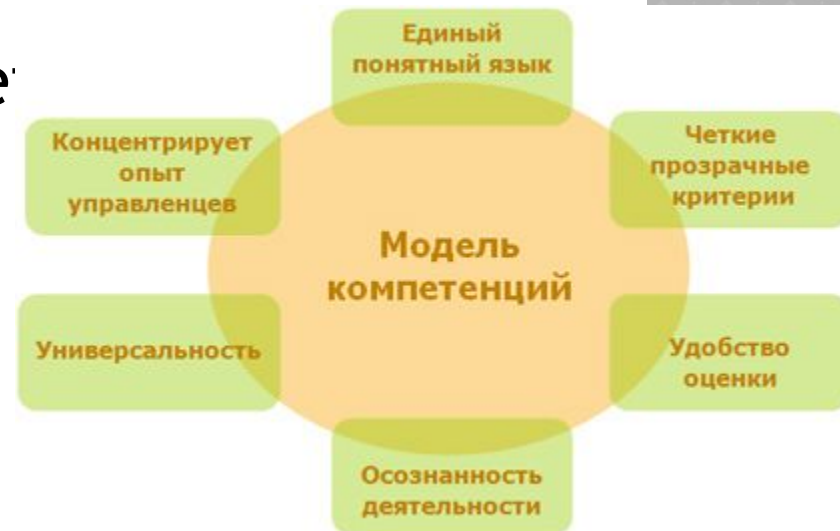 Единый
понятный язык
Концентрирует
опыт
управленцев
Четкие
прозрачные
критерии
Модель
компетенций
Универсальность
Удобство
оценки
Осознанность
деятельности